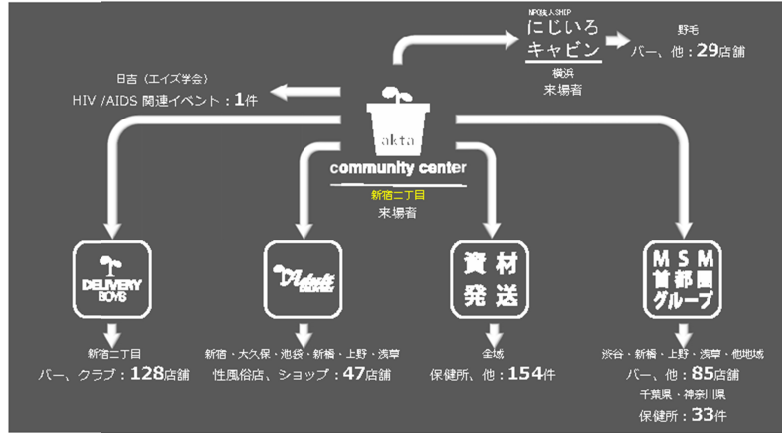 NPO法人SHIP
にじいろ
キャビン
横浜
来場者
野毛
バー、他：29店舗
日吉（エイズ学会）
HIV /AIDS 関連イベント：1件
akta
community center
新宿二丁目
来場者
DELIVERY
BOYS
新宿二丁目
バー、クラブ：128店舗
Adult
新宿・大久保・池袋・新橋・上野・浅草
性風俗店、ショップ：47店舗
資材
発送
全域
保健所、他：154件
MSM
首都圏
グループ
渋谷・新橋・上野・浅草・他地域
バー、他：85店舗
千葉県・神奈川県
保健所：33件